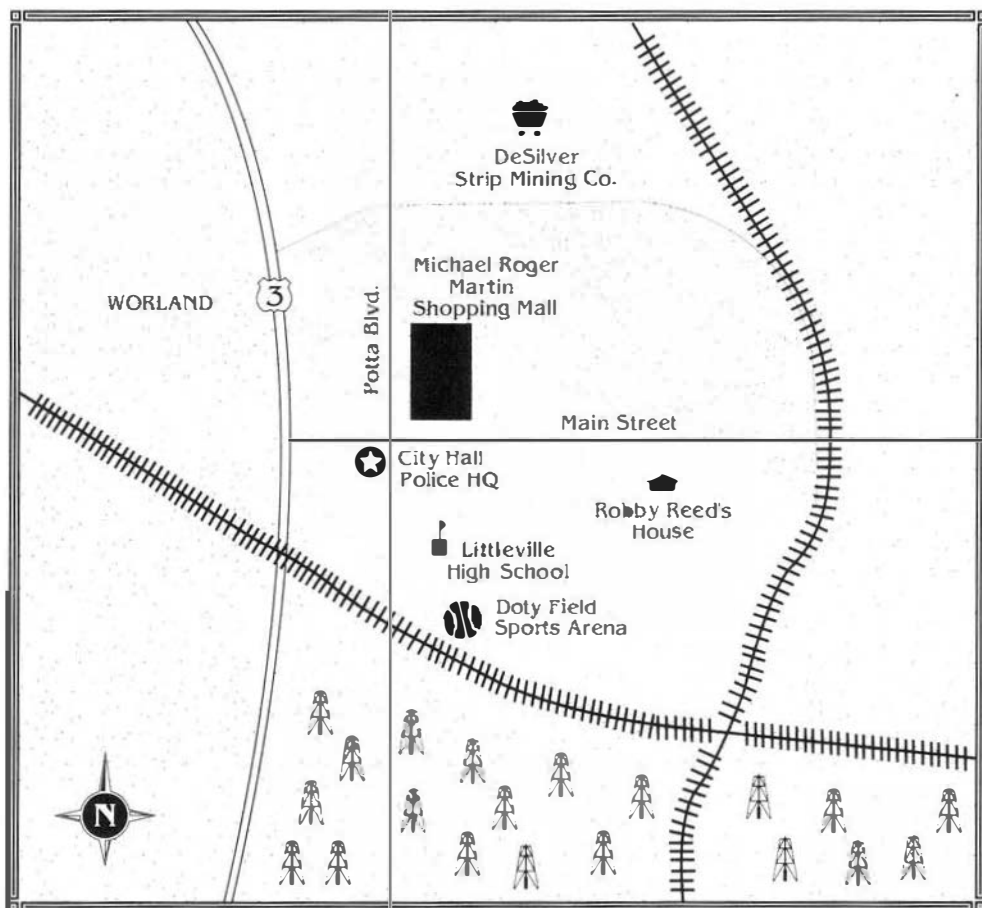 DeSilver
Strip Mining Co.
Michael Roger
Martin
Shopping Mall
WORLAND
3
Potta Blvd.
Main Street
City Hall
Police HQ
Robby Reed's
House
Littleville
High School
Doty Field
Sports Arena
N